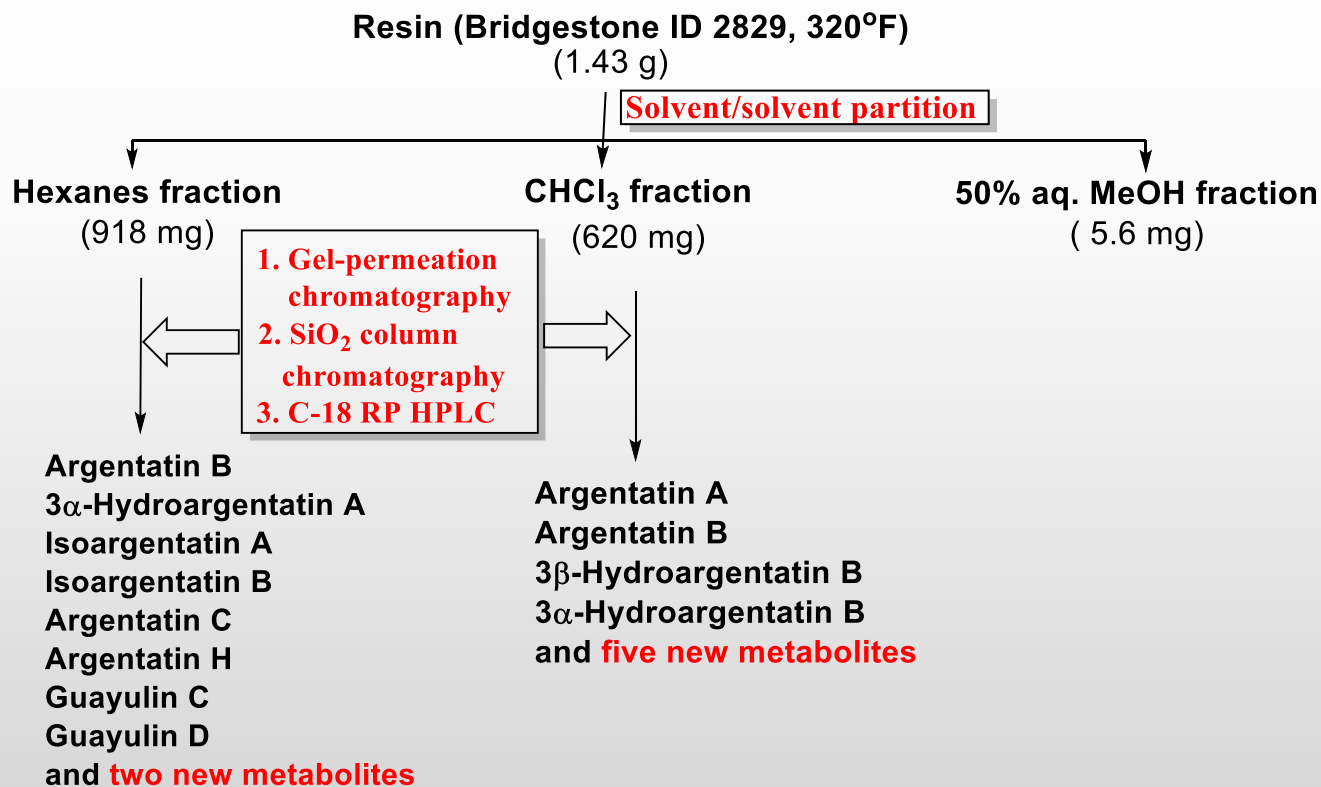 Resin (Bridgestone ID 2829, 320°F)
(1.43 g)
Solvent/solvent partition
Hexanes fraction
(918 mg)
CHCl₃ fraction
(620 mg)
50% aq. MeOH fraction
( 5.6 mg)
1. Gel-permeation
chromatography
2. SiO₂ column
chromatography
3. C-18 RP HPLC
Argentatin B
3α-Hydroargentatin A
Isoargentatin A
Isoargentatin B
Argentatin C
Argentatin H
Guayulin C
Guayulin D
and two new metabolites
Argentatin A
Argentatin B
3β-Hydroargentatin B
3α-Hydroargentatin B
and five new metabolites